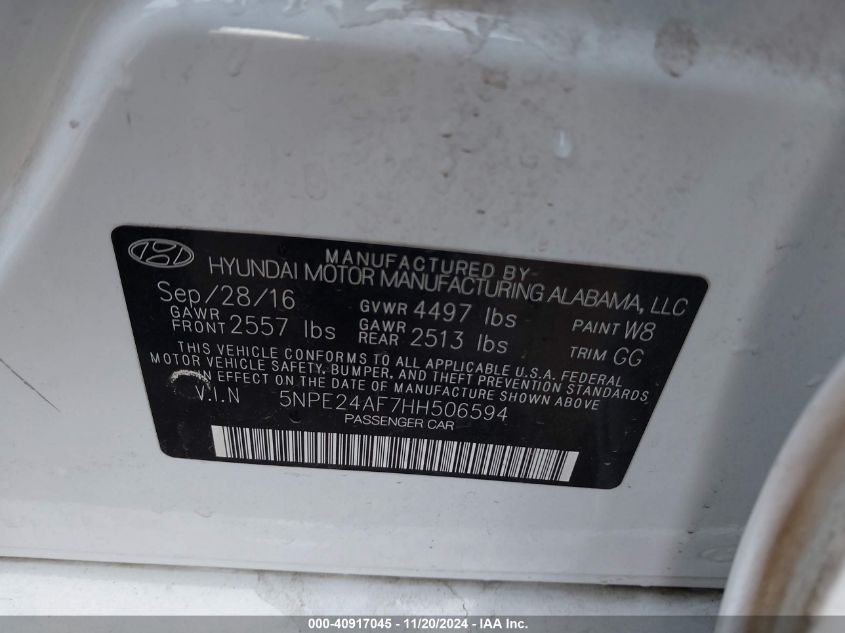 MANUFACTURED BY
HYUNDAI MOTOR MANUFACTURING ALABAMA, LLC
Sep/28/16 GVWR 4497 lbs PAINT W8
GAWR FRONT 2557 lbs GAWR REAR 2513 lbs TRIM GG
THIS VEHICLE CONFORMS TO ALL APPLICABLE U.S.A. FEDERAL
MOTOR VEHICLE SAFETY, BUMPER, AND THEFT PREVENTION STANDARDS
IN EFFECT ON THE DATE OF MANUFACTURE SHOWN ABOVE
V.I.N 5NPE24AF7HH506594
PASSENGER CAR
000-40917045 - 11/20/2024 - IAA Inc.